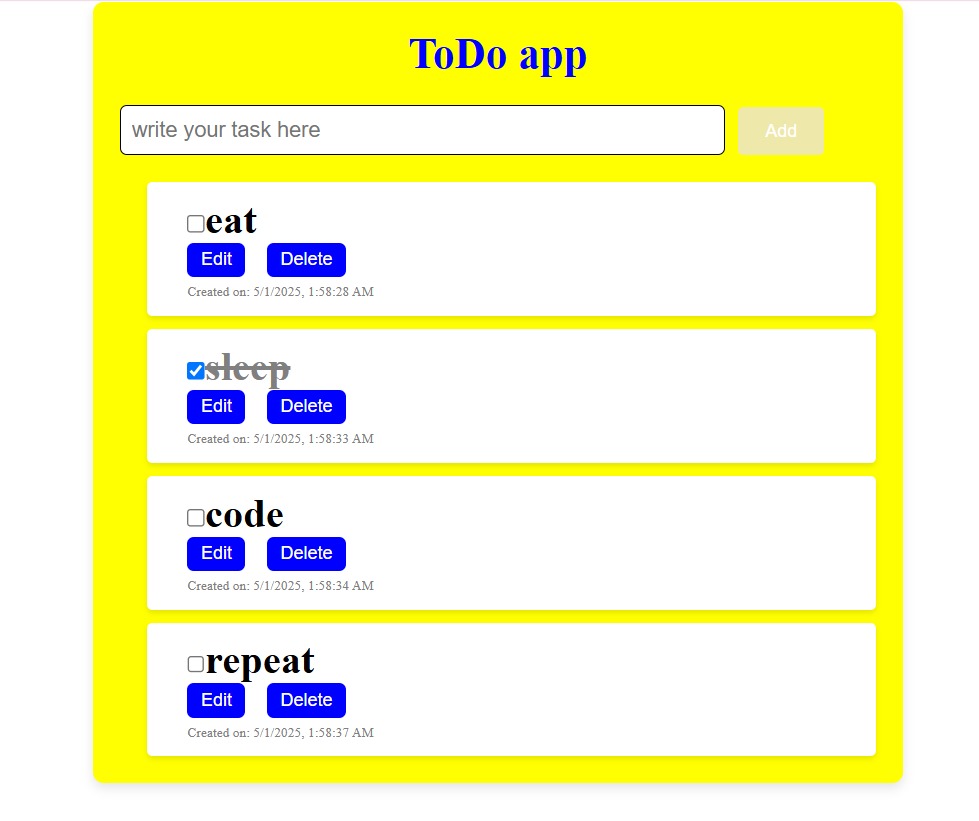 ToDo app
write your task here
Add
eat
Edit Delete
Created on: 5/1/2025, 1:58:28 AM
sleep
Edit Delete
Created on: 5/1/2025, 1:58:33 AM
code
Edit Delete
Created on: 5/1/2025, 1:58:34 AM
repeat
Edit Delete
Created on: 5/1/2025, 1:58:37 AM